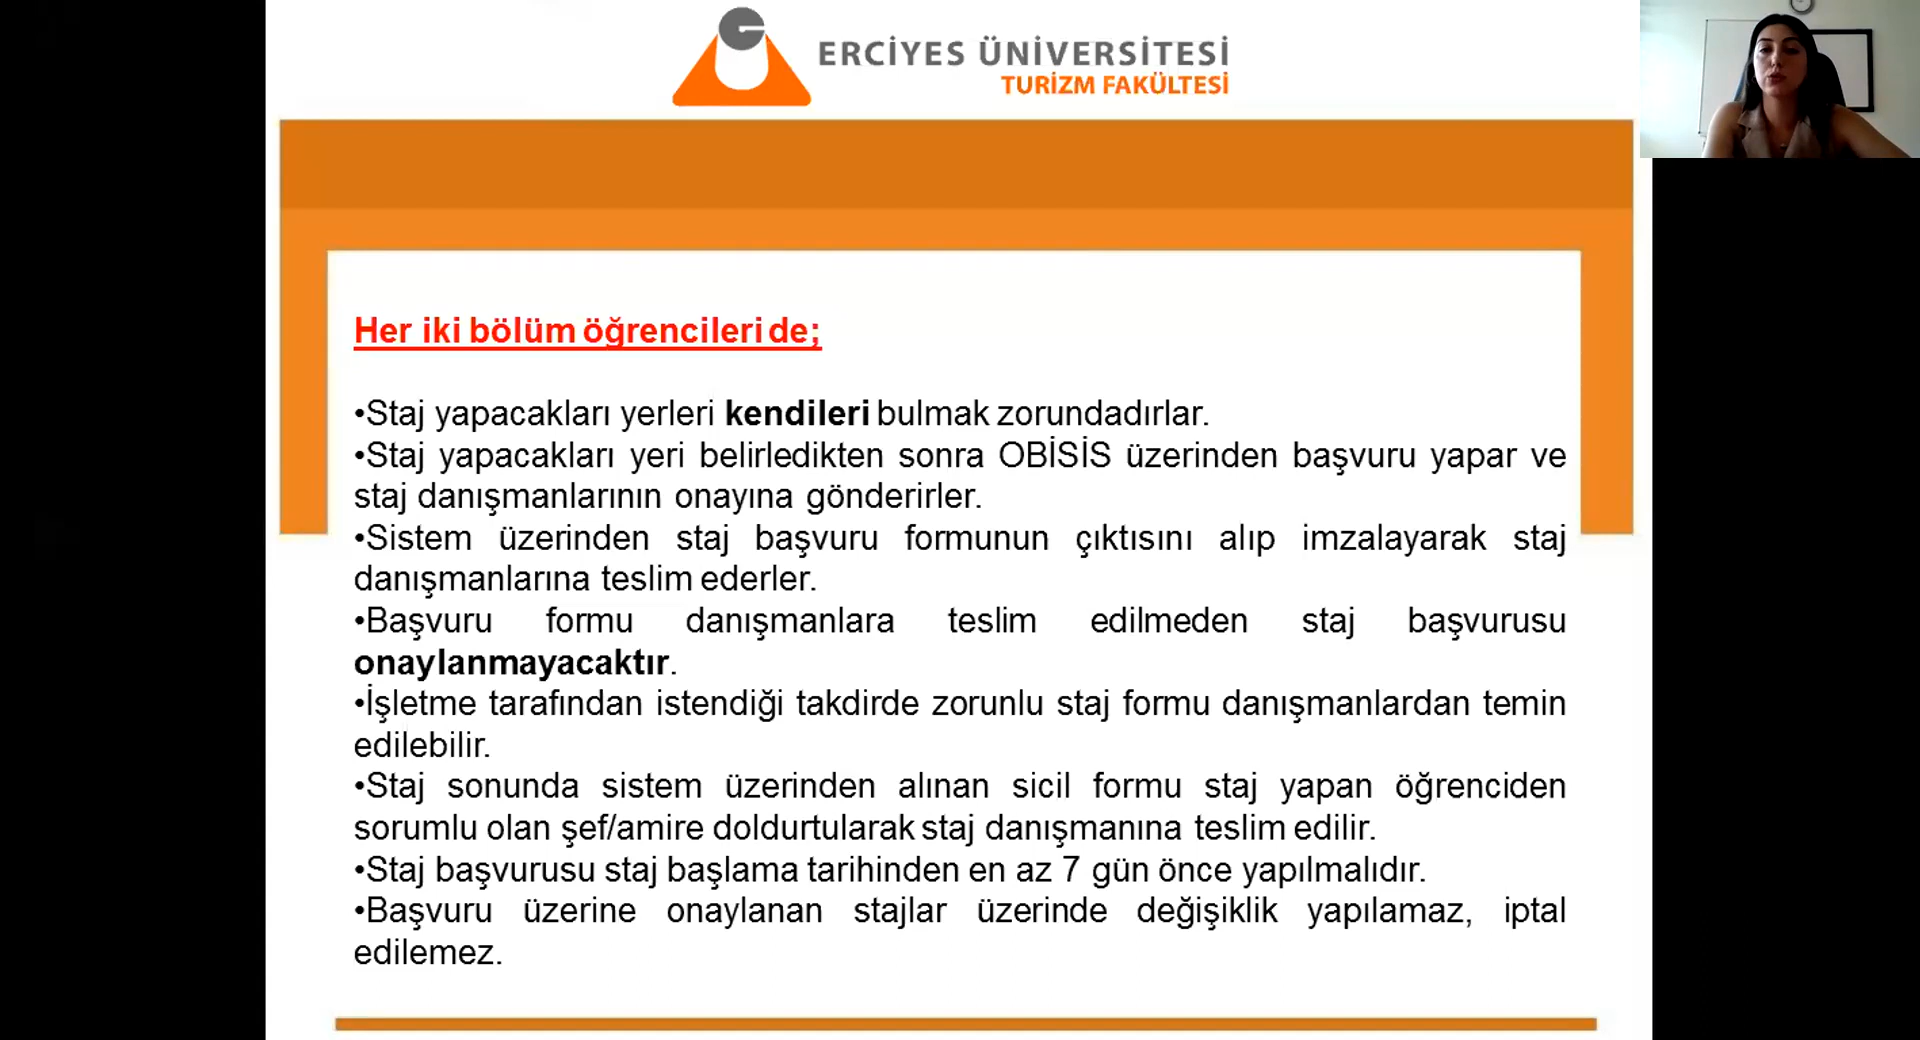 ERCİYES ÜNİVERSİTESİ
TURİZM FAKÜLTESİ
Her iki bölüm öğrencileri de;
•Staj yapacakları yerleri kendileri bulmak zorundadırlar.
•Staj yapacakları yeri belirledikten sonra OBİSİS üzerinden başvuru yapar ve
staj danışmanlarının onayına gönderirler.
•Sistem üzerinden staj başvuru formunun çıktısını alıp imzalayarak staj
danışmanlarına teslim ederler.
•Başvuru formu danışmanlara teslim edilmeden staj başvurusu
onaylanmayacaktır.
•İşletme tarafından istendiği takdirde zorunlu staj formu danışmanlardan temin
edilebilir.
•Staj sonunda sistem üzerinden alınan sicil formu staj yapan öğrenciden
sorumlu olan şef/amire doldurtularak staj danışmanına teslim edilir.
•Staj başvurusu staj başlama tarihinden en az 7 gün önce yapılmalıdır.
•Başvuru üzerine onaylanan stajlar üzerinde değişiklik yapılamaz, iptal
edilemez.